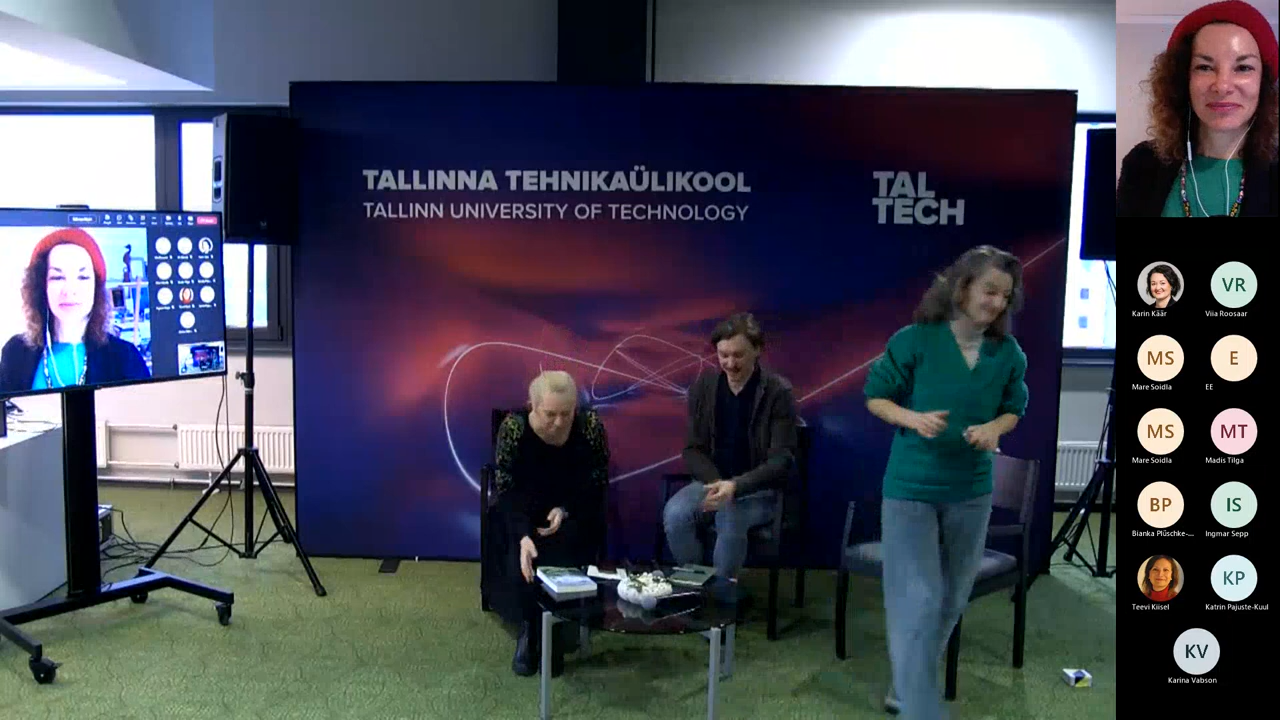 TALLINNA TEHNIKAÜLIKOOL
TALLINN UNIVERSITY OF TECHNOLOGY
TAL
TECH
Karin Käär
VR
Viia Roosaar
MS
Mare Soidla
E
EE
MS
Mare Soidla
MT
Madis Tilga
BP
Bianka Plüschke-...
IS
Ingmar Sepp
Teevi Kiisel
KP
Katrin Pajuste-Kuul
KV
Karina Vabson